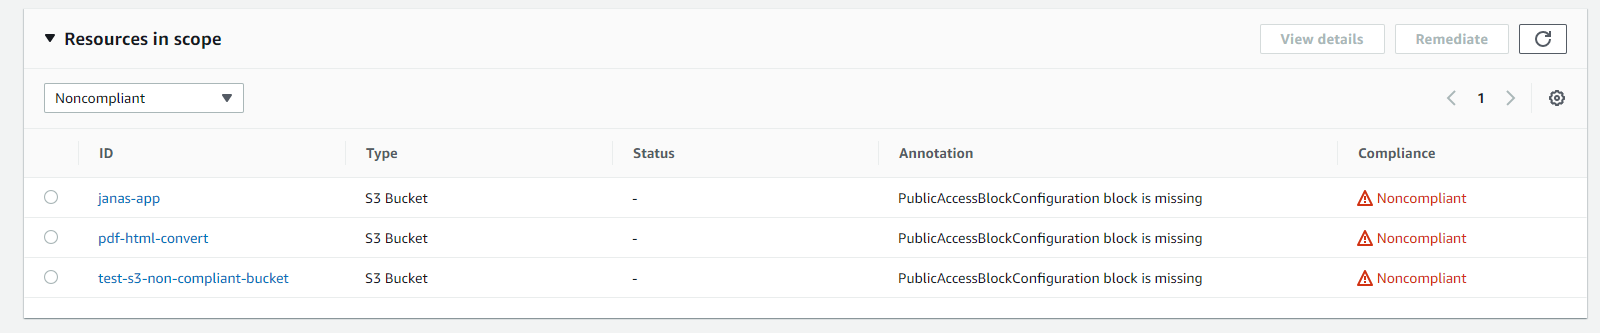 Resources in scope
View details
Remediate
Noncompliant
1
ID Type Status Annotation Compliance
janas-app S3 Bucket - PublicAccessBlockConfiguration block is missing Noncompliant
pdf-html-convert S3 Bucket - PublicAccessBlockConfiguration block is missing Noncompliant
test-s3-non-compliant-bucket S3 Bucket - PublicAccessBlockConfiguration block is missing Noncompliant